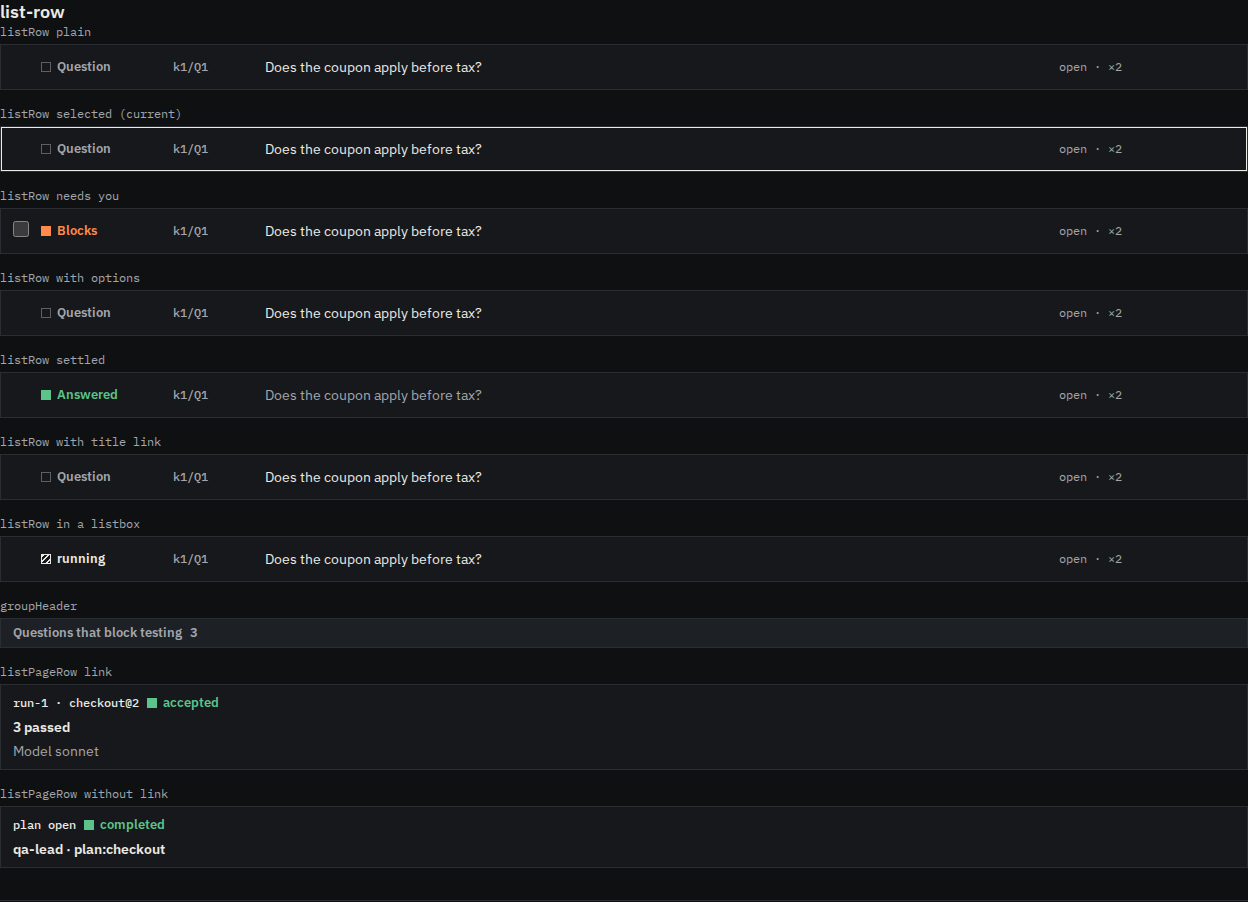 list-row
listRow plain
Question k1/Q1 Does the coupon apply before tax? open · ×2
listRow selected (current)
Question k1/Q1 Does the coupon apply before tax? open · ×2
listRow needs you
Blocks k1/Q1 Does the coupon apply before tax? open · ×2
listRow with options
Question k1/Q1 Does the coupon apply before tax? open · ×2
listRow settled
Answered k1/Q1 Does the coupon apply before tax? open · ×2
listRow with title link
Question k1/Q1 Does the coupon apply before tax? open · ×2
listRow in a listbox
running k1/Q1 Does the coupon apply before tax? open · ×2
groupHeader
Questions that block testing 3
listPageRow link
run-1 · checkout@2 accepted
3 passed
Model sonnet
listPageRow without link
plan open completed
qa-lead · plan:checkout